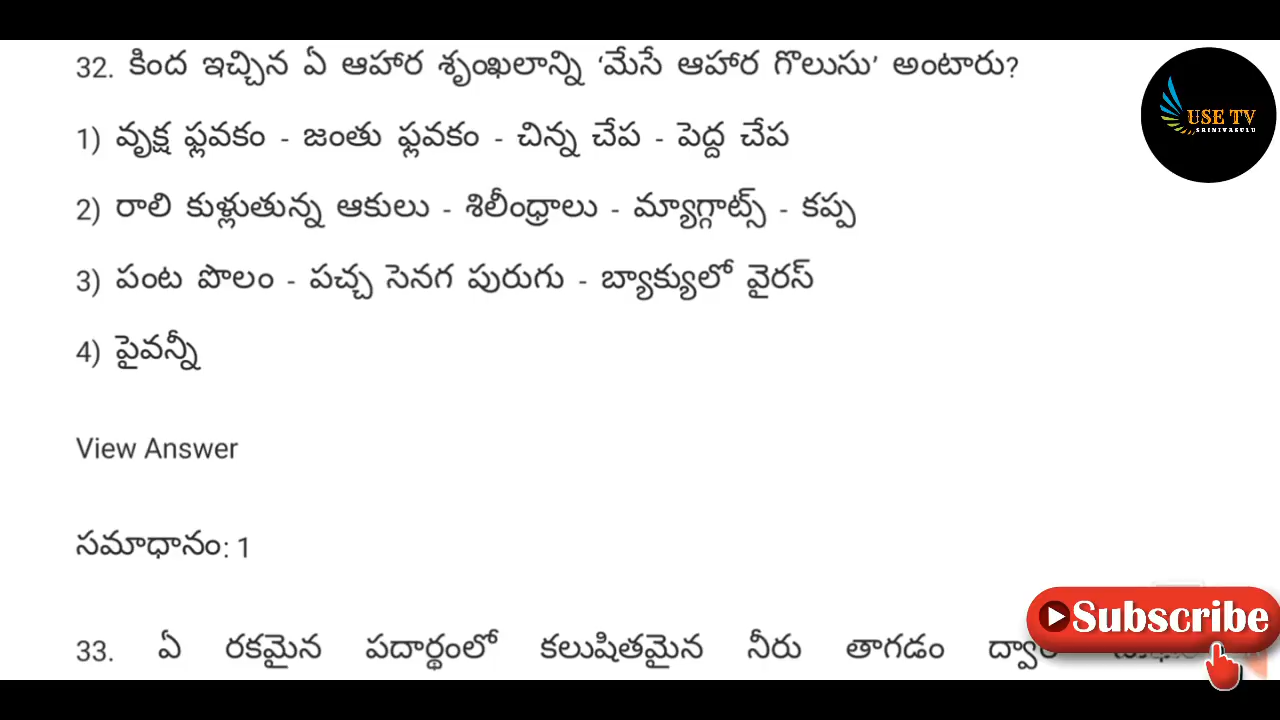 32. కింద ఇచ్చిన ఏ ఆహార శృంఖలాన్ని ‘మేసే ఆహార గొలుసు’ అంటారు?
USE TV
SRINIVASULU
1) వృక్ష ప్లవకం - జంతు ప్లవకం - చిన్న చేప - పెద్ద చేప
2) రాలి కుళ్లుతున్న ఆకులు - శిలీంధ్రాలు - మ్యాగ్గాట్స్ - కప్ప
3) పంట పొలం - పచ్చ సెనగ పురుగు - బ్యాక్యులో వైరస్
4) పైవన్నీ
View Answer
సమాధానం: 1
Subscribe
33. ఏ రకమైన పదార్థంలో కలుషితమైన నీరు తాగడం